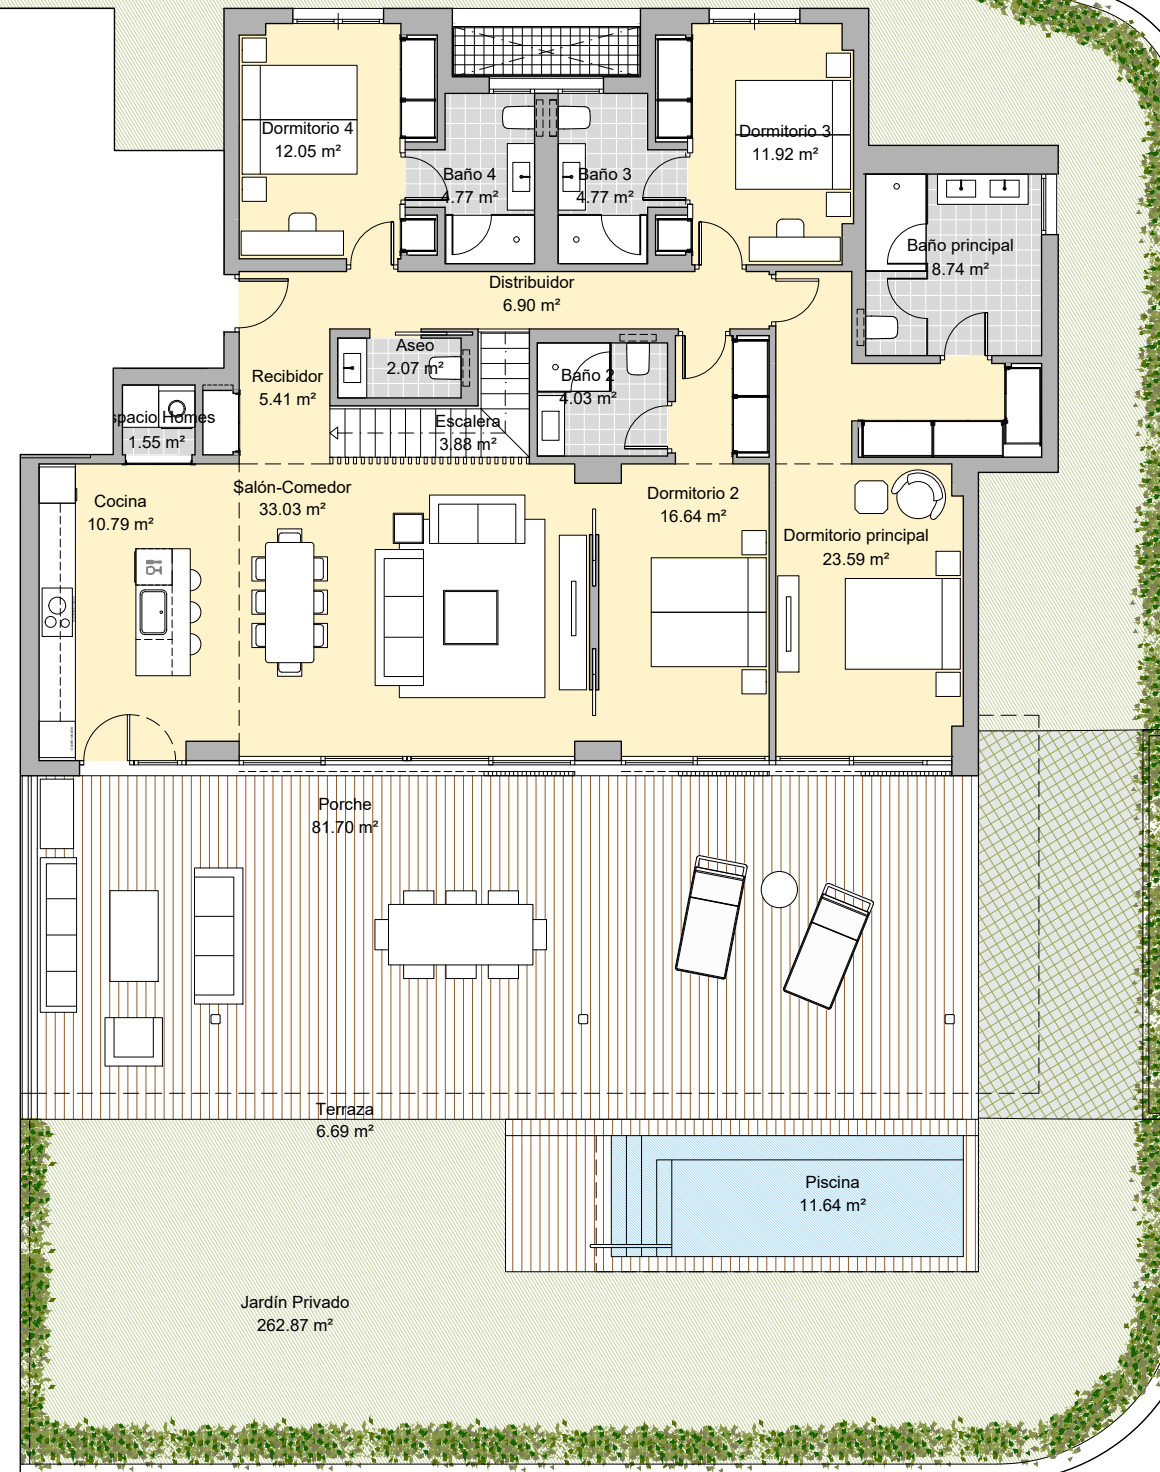 Dormitorio 4
12.05 m²
Dormitorio 3
11.92 m²
Baño 4
4.77 m²
Baño 3
4.77 m²
Baño principal
8.74 m²
Distribuidor
6.90 m²
Aseo
2.07 m²
Recibidor
5.41 m²
Baño 2
4.03 m²
spacio Homes
1.55 m²
Escalera
3.88 m²
Cocina
10.79 m²
Salón-Comedor
33.03 m²
Dormitorio 2
16.64 m²
Dormitorio principal
23.59 m²
Porche
81.70 m²
Terraza
6.69 m²
Piscina
11.64 m²
Jardín Privado
262.87 m²